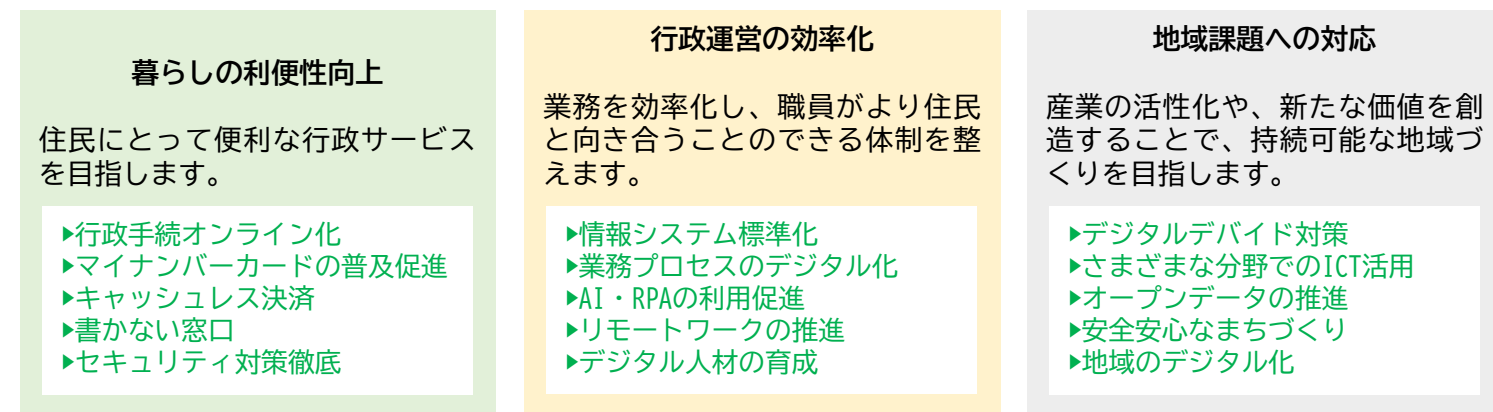 暮らしの利便性向上
住民にとって便利な行政サービス
を目指します。
▶行政手続オンライン化
▶マイナンバーカードの普及促進
▶キャッシュレス決済
▶書かない窓口
▶セキュリティ対策徹底
行政運営の効率化
業務を効率化し、職員がより住民
と向き合うことのできる体制を整
えます。
▶情報システム標準化
▶業務プロセスのデジタル化
▶AI・RPAの利用促進
▶リモートワークの推進
▶デジタル人材の育成
地域課題への対応
産業の活性化や、新たな価値を創
造することで、持続可能な地域づ
くりを目指します。
▶デジタルデバイド対策
▶さまざまな分野でのICT活用
▶オープンデータの推進
▶安全安心なまちづくり
▶地域のデジタル化